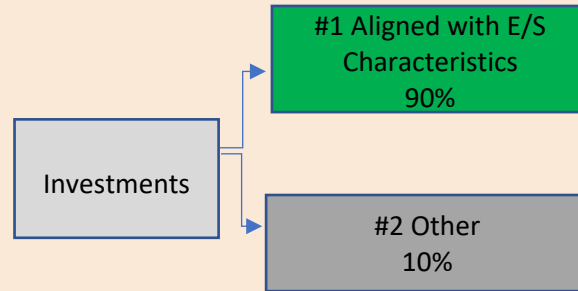 #1 Aligned with E/S
Characteristics
90%
Investments
#2 Other
10%